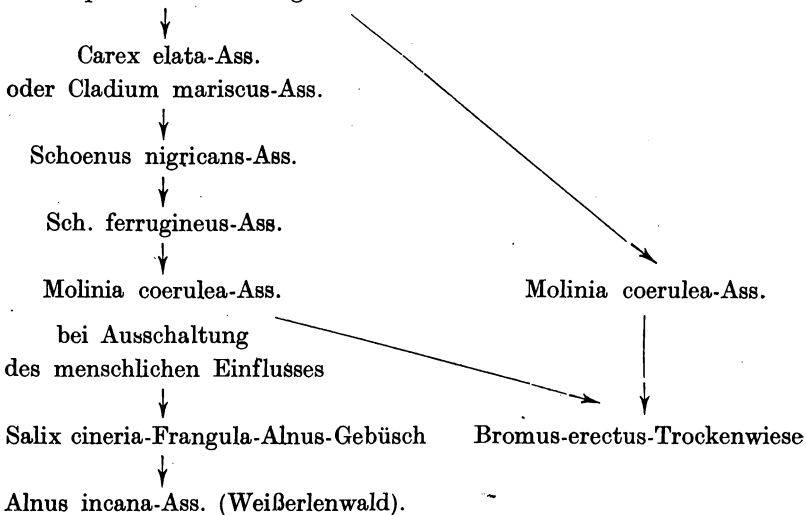 Carex elata-Ass.
oder Cladium mariscus-Ass.
Schoenus nigricans-Ass.
Sch. ferrugineus-Ass.
Molinia coerulea-Ass. Molinia coerulea-Ass.
bei Ausschaltung
des menschlichen Einflusses
Salix cineria-Frangula-Alnus-Gebüsch Bromus-erectus-Trockenwiese
Alnus incana-Ass. (Weißerlenwald).